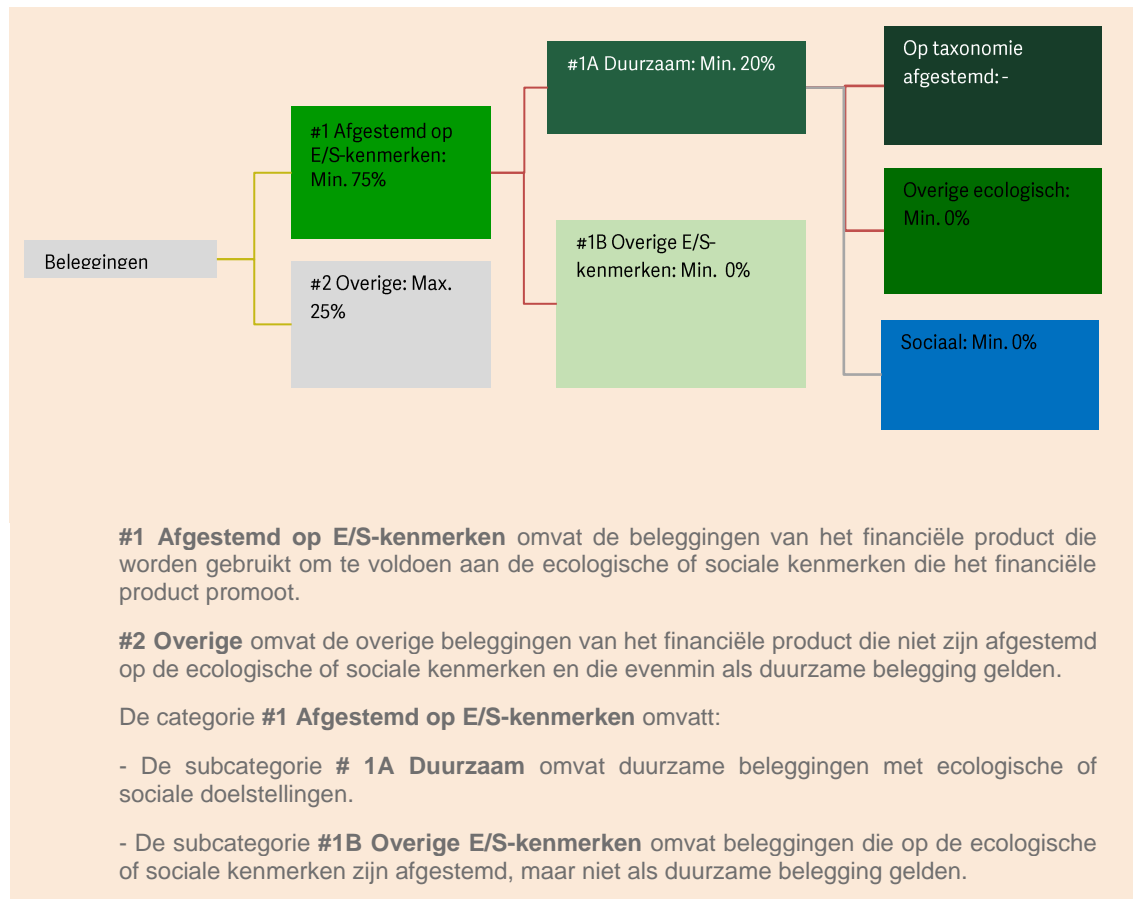 Beleggingen
#1 Afgestemd op
E/S-kenmerken:
Min. 75%
#2 Overige: Max.
25%
#1A Duurzaam: Min. 20%
#1B Overige E/S-
kenmerken: Min. 0%
Op taxonomie
afgestemd: -
Overige ecologisch:
Min. 0%
Sociaal: Min. 0%
#1 Afgestemd op E/S-kenmerken omvat de beleggingen van het financiële product die
worden gebruikt om te voldoen aan de ecologische of sociale kenmerken die het financiële
product promoot.
#2 Overige omvat de overige beleggingen van het financiële product die niet zijn afgestemd
op de ecologische of sociale kenmerken en die evenmin als duurzame belegging gelden.
De categorie #1 Afgestemd op E/S-kenmerken omvatt:
- De subcategorie # 1A Duurzaam omvat duurzame beleggingen met ecologische of
sociale doelstellingen.
- De subcategorie #1B Overige E/S-kenmerken omvat beleggingen die op de ecologische
of sociale kenmerken zijn afgestemd, maar niet als duurzame belegging gelden.